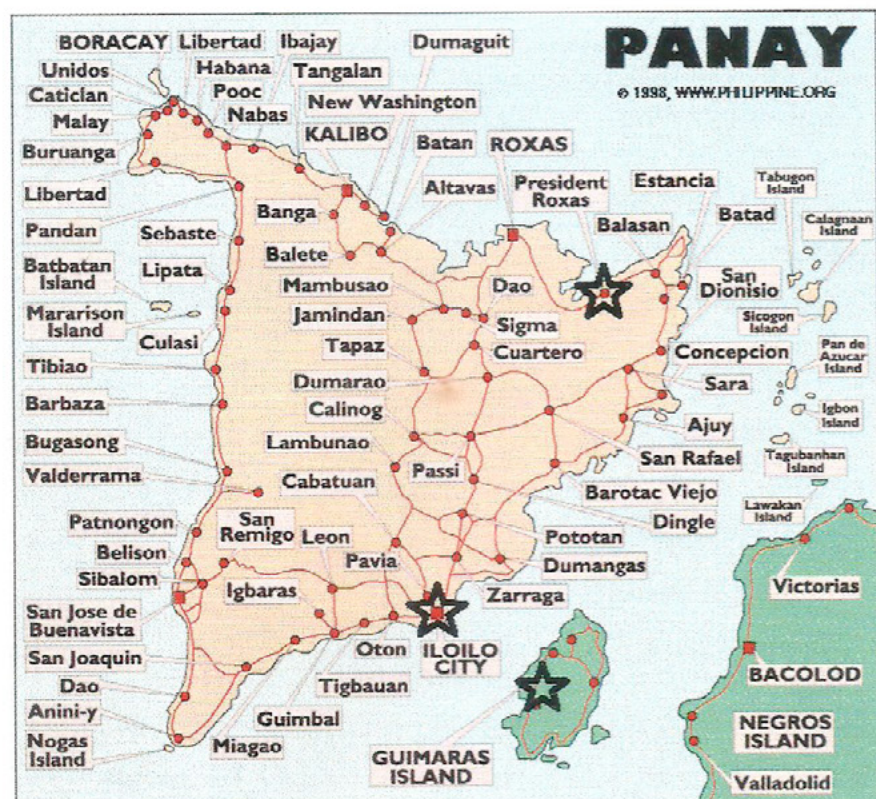 PANAY
© 1998, WWW.PHILIPPINE.ORG
BORACAY
Libertad
Ibajay
Dumaguit
Unidos
Habana
Tangalan
Caticlan
Pooc
New Washington
Malay
Nabas
KALIBO
Batan
ROXAS
Buruanga
Altavas
President
Roxas
Estancia
Tabugon
Island
Libertad
Banga
Balasan
Batad
Calagnaan
Island
Pandan
Sebaste
Balete
San
Dionisio
Batbatan
Island
Lipata
Mambusao
Dao
Mararison
Island
Jamindan
Sigma
Sicogon
Island
Culasi
Tapaz
Cuartero
Concepcion
Pan de
Azucar
Island
Tibiao
Dumarao
Sara
Barbaza
Calinog
Ajuy
Igbon
Island
Bugasong
Lambunao
San Rafael
Valderrama
Cabatuan
Passi
Tagubanhan
Island
Barotac Viejo
Lawakan
Island
Patnongon
San
Remigo
Leon
Dingle
Belison
Pavia
Pototan
Sibalom
Igbaras
Dumangas
Victorias
San Jose de
Buenavista
Zarraga
San Joaquin
Oton
ILOILO
CITY
Dao
Tigbauan
BACOLOD
Anini-y
Guimbal
Nogas
Island
Miagao
GUIMARAS
ISLAND
NEGROS
ISLAND
Valladolid